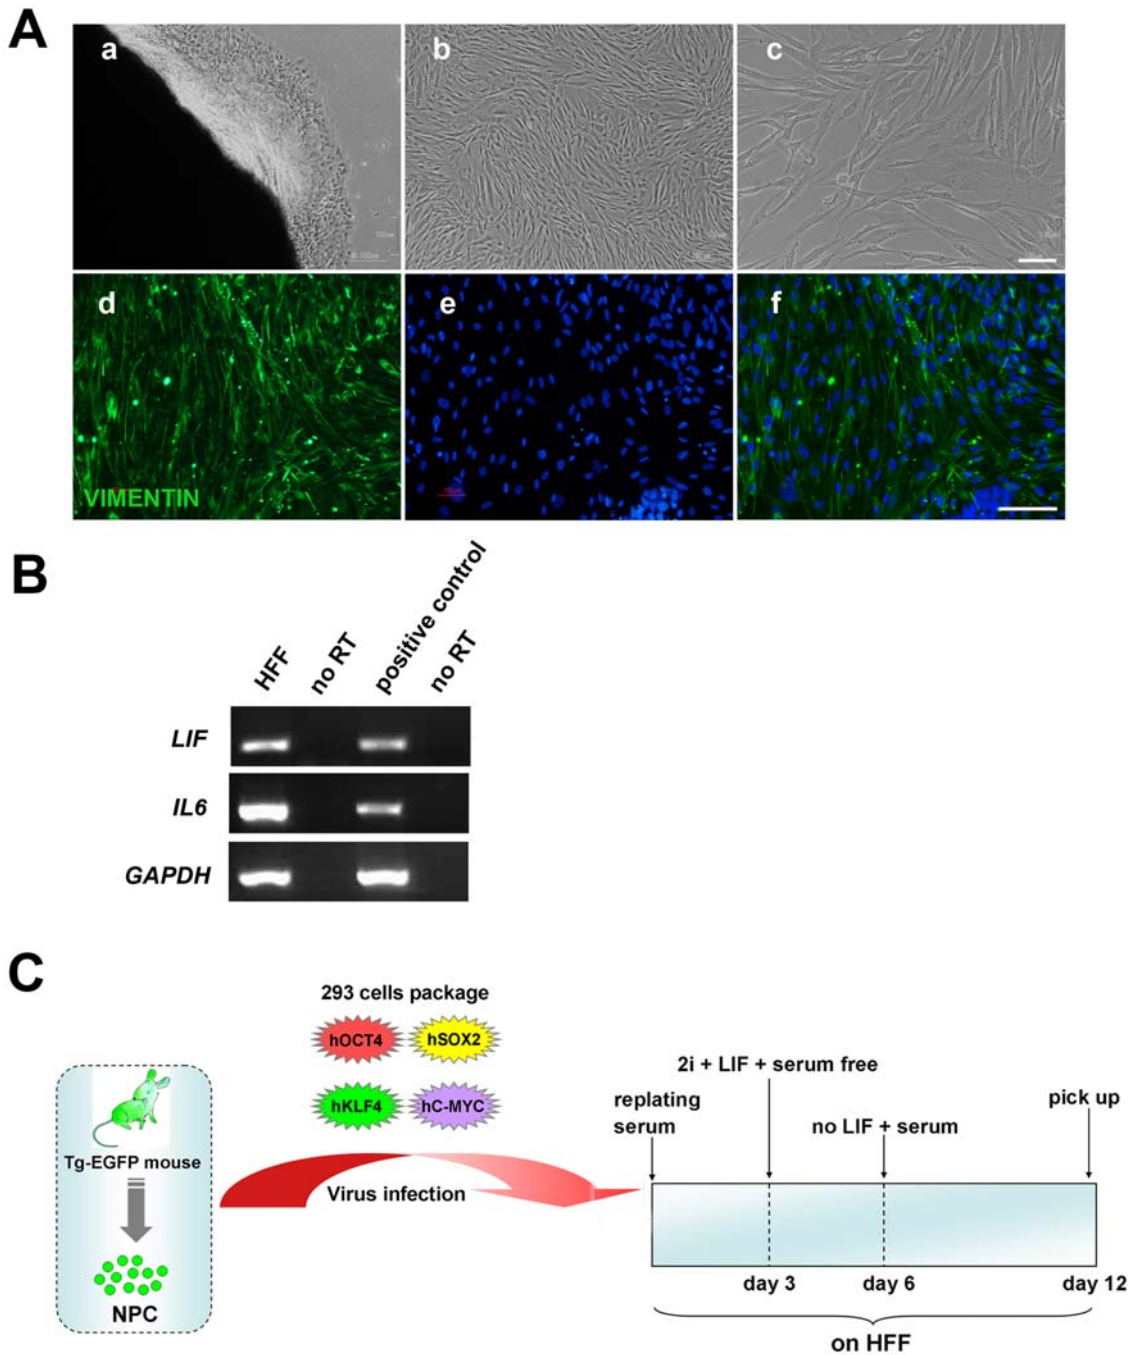 A
a
b
c
d
e
f
VIMENTIN
B
HFF
no RT
positive control
no RT
LIF
IL6
GAPDH
C
293 cells package
hOCT4
hSOX2
hKLF4
hC-MYC
Tg-EGFP mouse
NPC
Virus infection
replating
serum
2i + LIF + serum free
no LIF + serum
pick up
day 3
day 6
day 12
on HFF